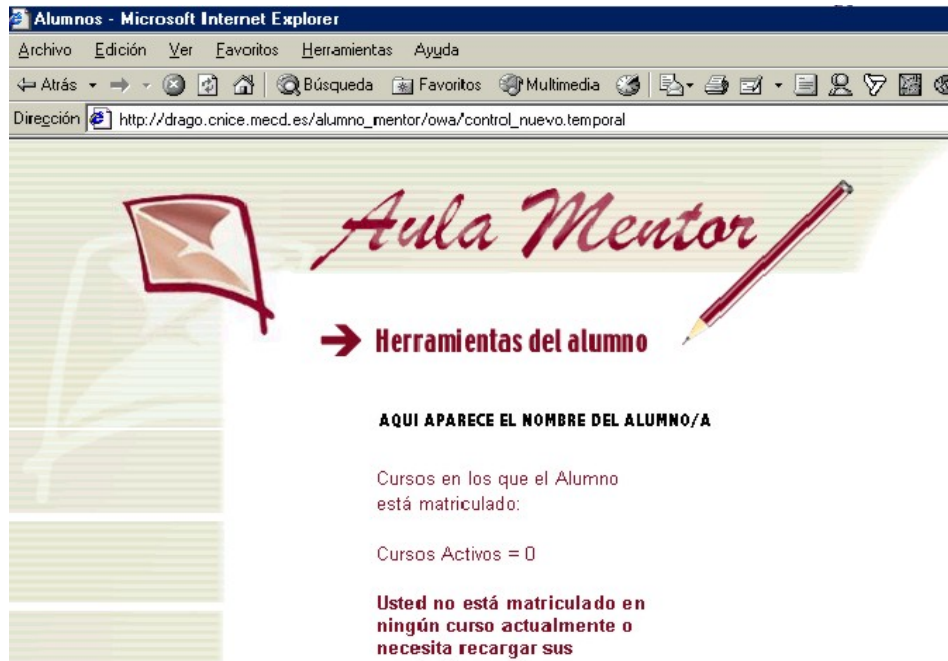 Alumnos - Microsoft Internet Explorer
Archivo Edición Ver Favoritos Herramientas Ayuda
Atrás Búsqueda Favoritos Multimedia
Dirección http://drago.cnice.mecd.es/alumno_mentor/owa/control_nuevo.temporal
Aula Mentor
Herramientas del alumno
AQUI APARECE EL NOMBRE DEL ALUMNO/A
Cursos en los que el Alumno
está matriculado:
Cursos Activos = 0
Usted no está matriculado en
ningún curso actualmente o
necesita recargar sus